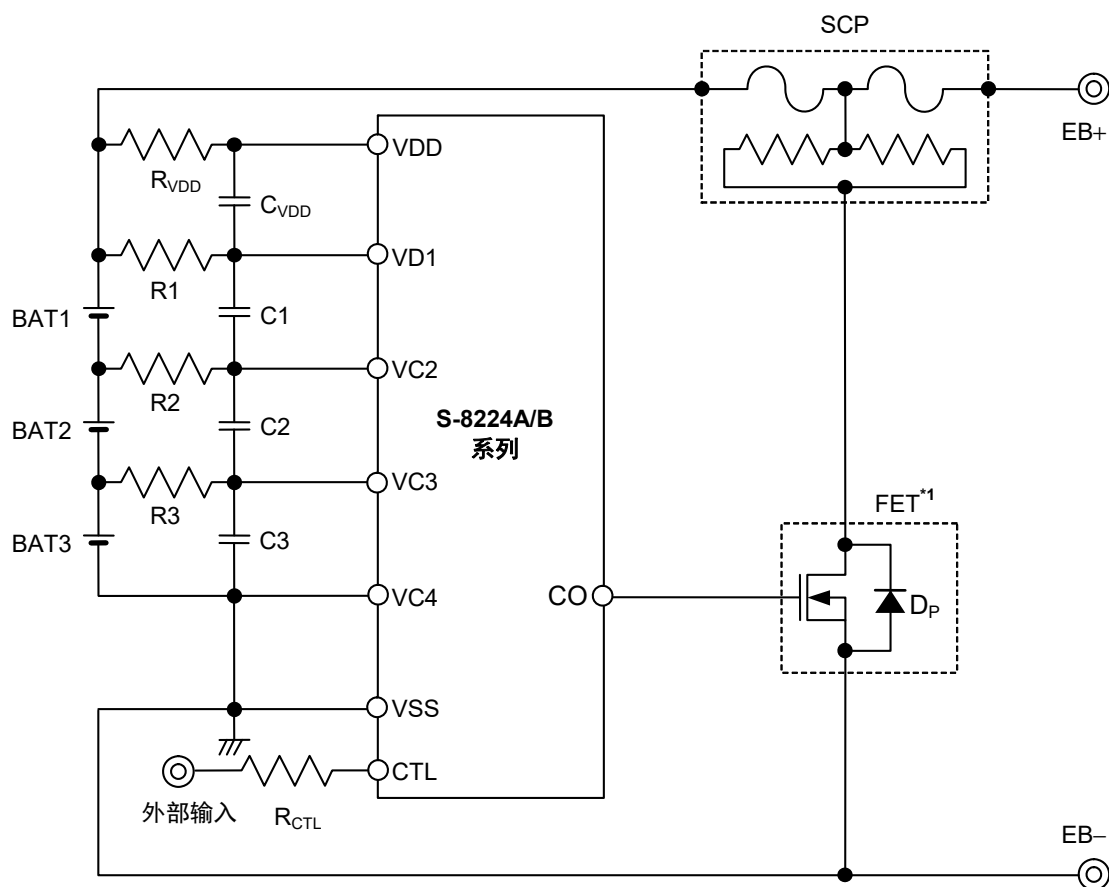 SCP
EB+
VDD
RVDD
CVDD
VD1
R1
BAT1
C1
VC2
R2
S-8224A/B
系列
BAT2
C2
VC3
R3
FET*1
BAT3
C3
VC4
CO
DP
VSS
CTL
外部输入
RCTL
EB−